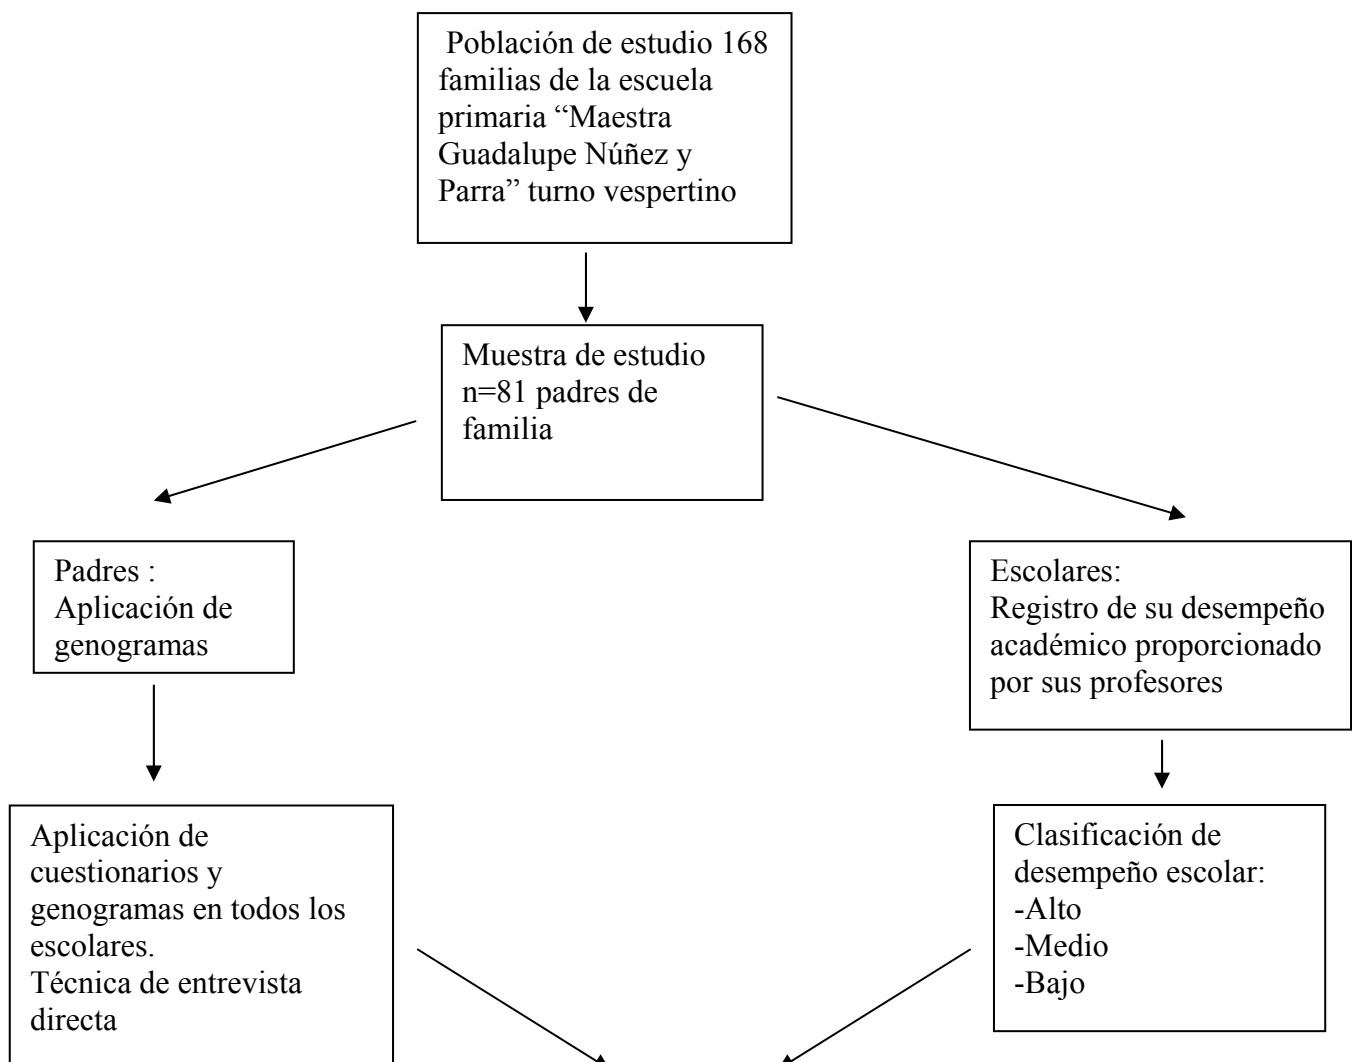 Población de estudio 168
familias de la escuela
primaria “Maestra
Guadalupe Núñez y
Parra” turno vespertino
Muestra de estudio
n=81 padres de
familia
Padres :
Aplicación de
genogramas
Escolares:
Registro de su desempeño
académico proporcionado
por sus profesores
Aplicación de
cuestionarios y
genogramas en todos los
escolares.
Técnica de entrevista
directa
Clasificación de
desempeño escolar:
-Alto
-Medio
-Bajo